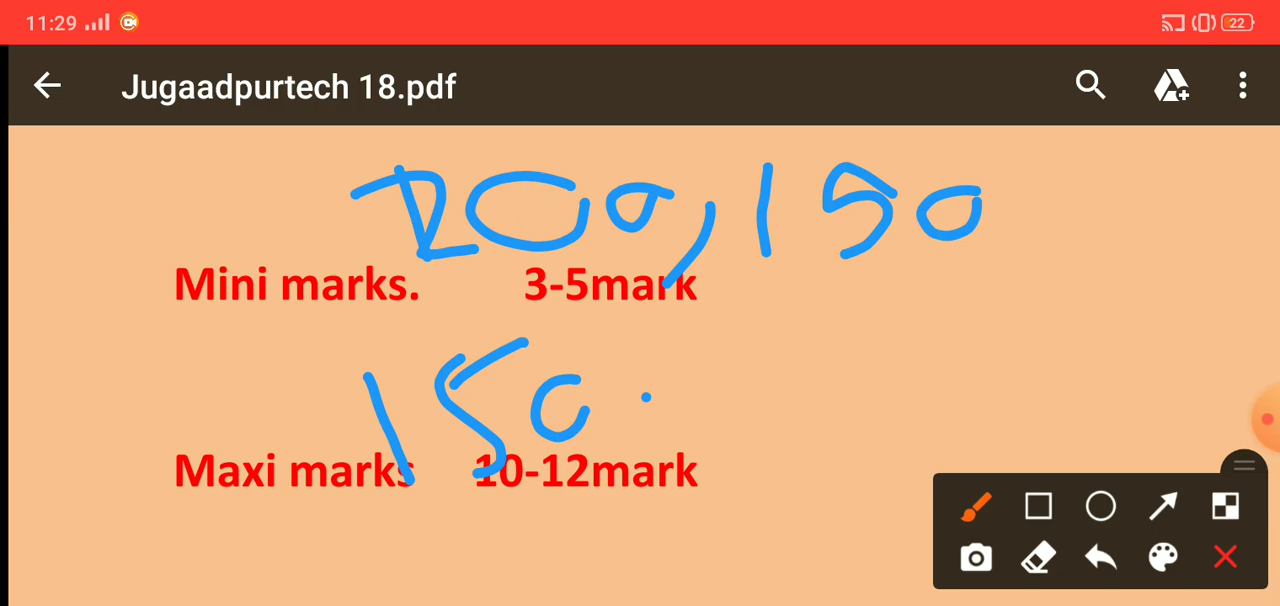 11:29 22
Jugaadpurtech 18.pdf
200, 150
Mini marks. 3-5mark
150
Maxi marks 10-12mark